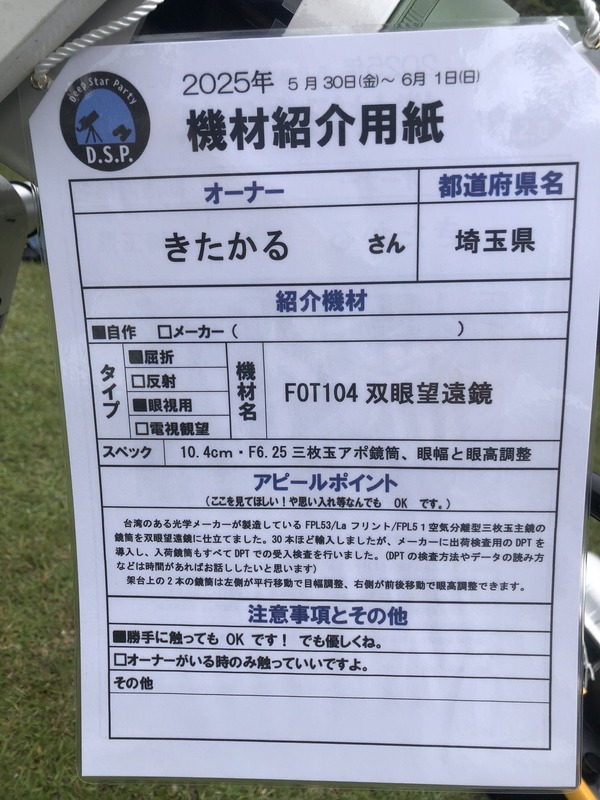 Deep Star Party
D.S.P.
2025年 5月30日(金)～6月1日(日)
機材紹介用紙
オーナー
都道府県名
きたかる さん
埼玉県
紹介機材
■自作 □メーカー（ ）
タイプ
■屈折
□反射
■眼視用
□電視観望
機材名
FOT104 双眼望遠鏡
スペック
10.4cm・F6.25 三枚玉アポ鏡筒、眼幅と眼高調整
アピールポイント
（ここを見てほしい！や思い入れ等なんでも OK です。）
台湾のある光学メーカーが製造している FPL53/La フリント/FPL51空気分離型三枚玉主鏡の
鏡筒を双眼望遠鏡に仕立てました。30 本ほど輸入しましたが、メーカーに出荷検査用の DPT を
導入し、入荷鏡筒もすべて DPT での受入検査を行いました。(DPT の検査方法やデータの読み方
などは時間があればお話ししたいと思います)
架台上の 2 本の鏡筒は左側が平行移動で目幅調整、右側が前後移動で眼高調整できます。
注意事項とその他
■勝手に触っても OK です！ でも優しくね。
□オーナーがいる時のみ触っていいですよ。
その他